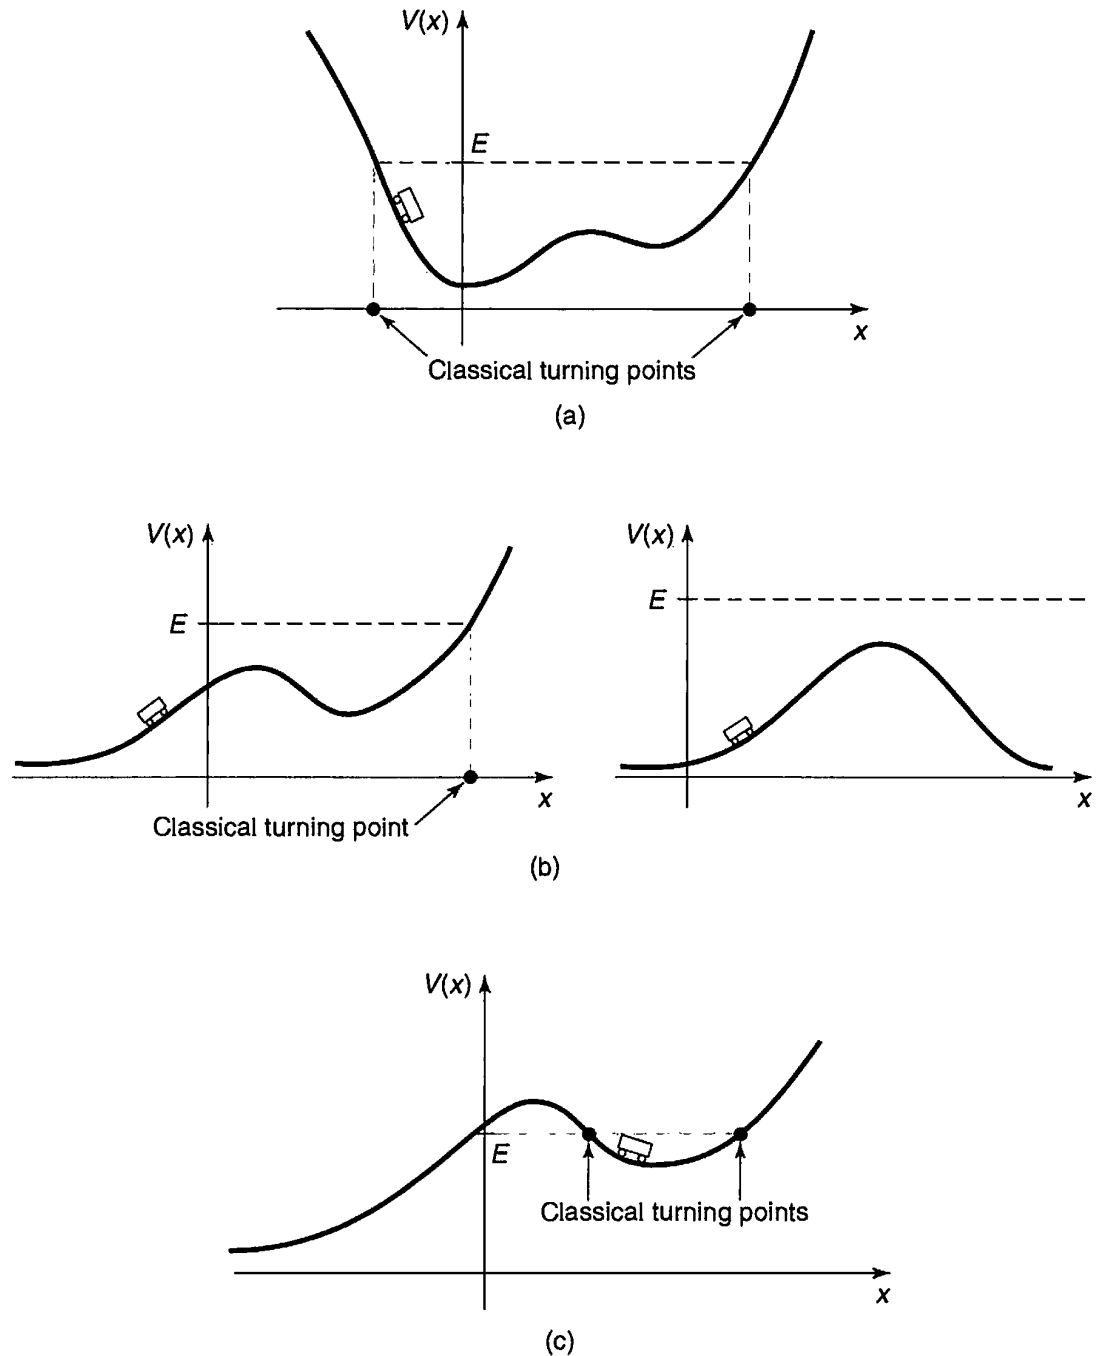 V(x)
E
x
Classical turning points
(a)
V(x)
E
x
Classical turning point
V(x)
E
x
(b)
V(x)
E
Classical turning points
x
(c)